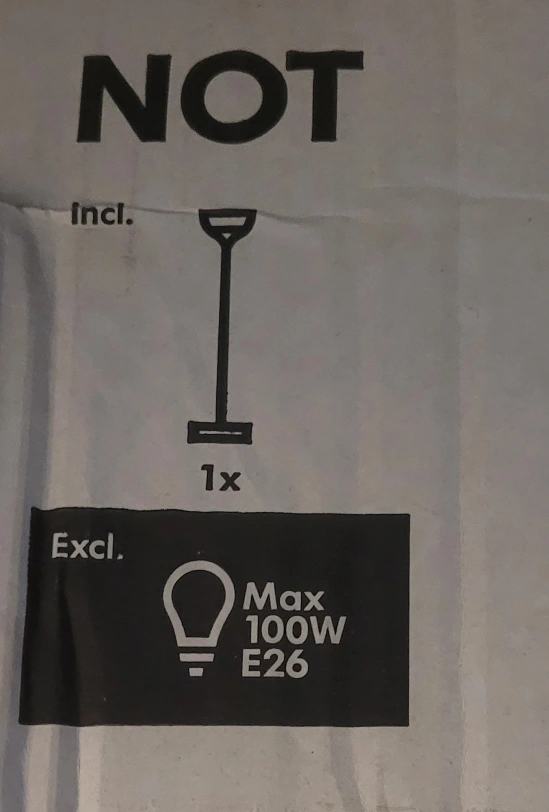 NOT
Incl.
1x
Excl.
Max
100W
E26